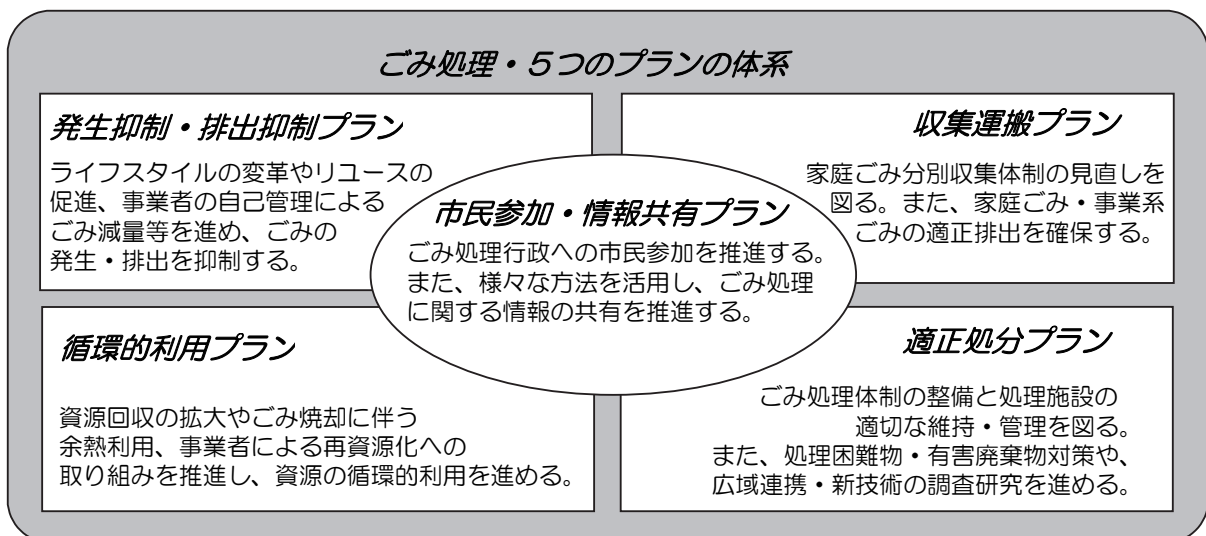 ごみ処理・５つのプランの体系
発生抑制・排出抑制プラン
ライフスタイルの変革やリユースの
促進、事業者の自己管理による
ごみ減量等を進め、ごみの
発生・排出を抑制する。
収集運搬プラン
家庭ごみ分別収集体制の見直しを
図る。また、家庭ごみ・事業系
ごみの適正排出を確保する。
市民参加・情報共有プラン
ごみ処理行政への市民参加を推進する。
また、様々な方法を活用し、ごみ処理
に関する情報の共有を推進する。
循環的利用プラン
資源回収の拡大やごみ焼却に伴う
余熱利用、事業者による再資源化への
取り組みを推進し、資源の循環的利用を進める。
適正処分プラン
ごみ処理体制の整備と処理施設の
適切な維持・管理を図る。
また、処理困難物・有害廃棄物対策や、
広域連携・新技術の調査研究を進める。